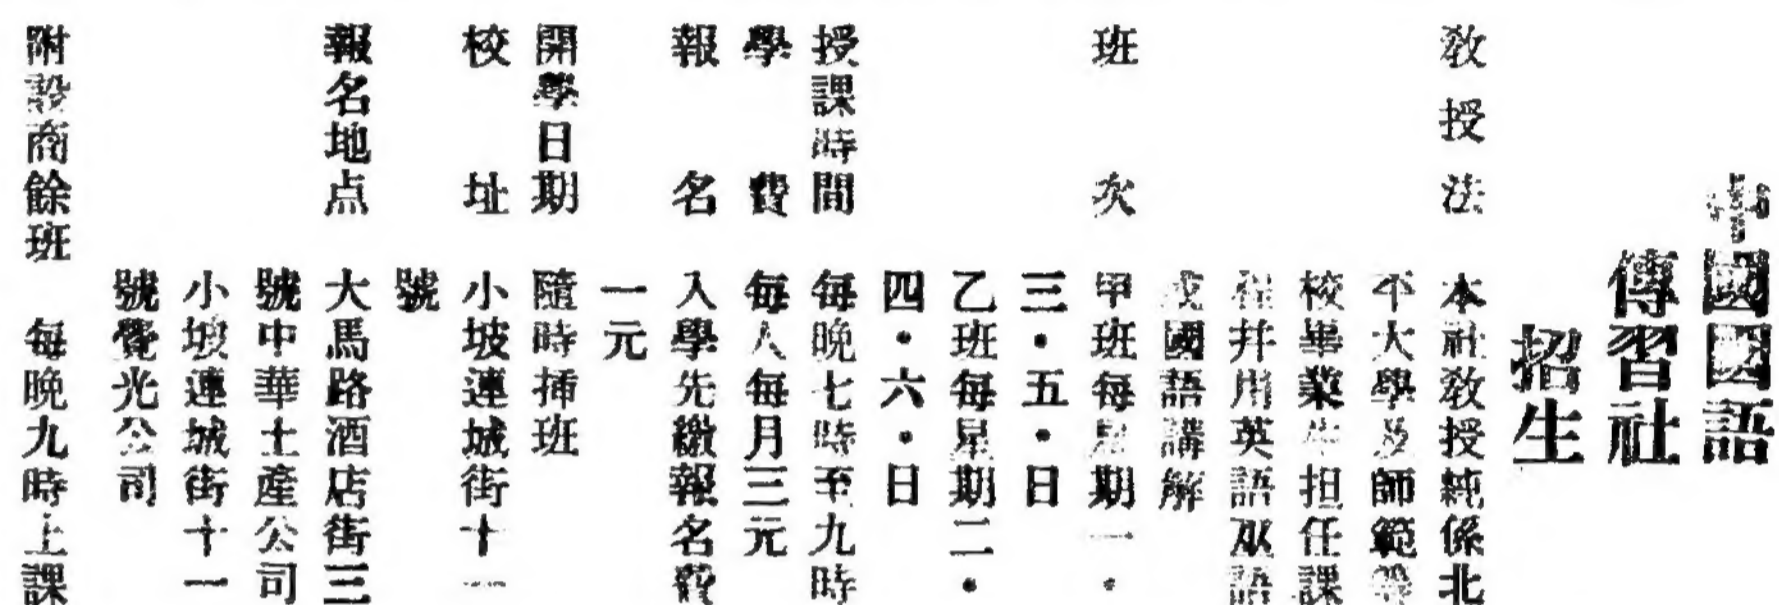 中國國語
傳習社
招生
敎授法 本社敎授純係北
平大學及師範等
校畢業生担任課
程并用英語巫語
或國語講解
班次 甲班每星期一·
三·五·日
乙班每星期二·
四·六·日
授課時間 每晚七時至九時
學費 每人每月三元
報名 入學先繳報名費
一元
開學日期 隨時挿班
校址 小坡連城街十一
號
報名地点 大馬路酒店街三
號中華土產公司
小坡連城街十一
號覺光公司
附設商餘班 每晚九時上課